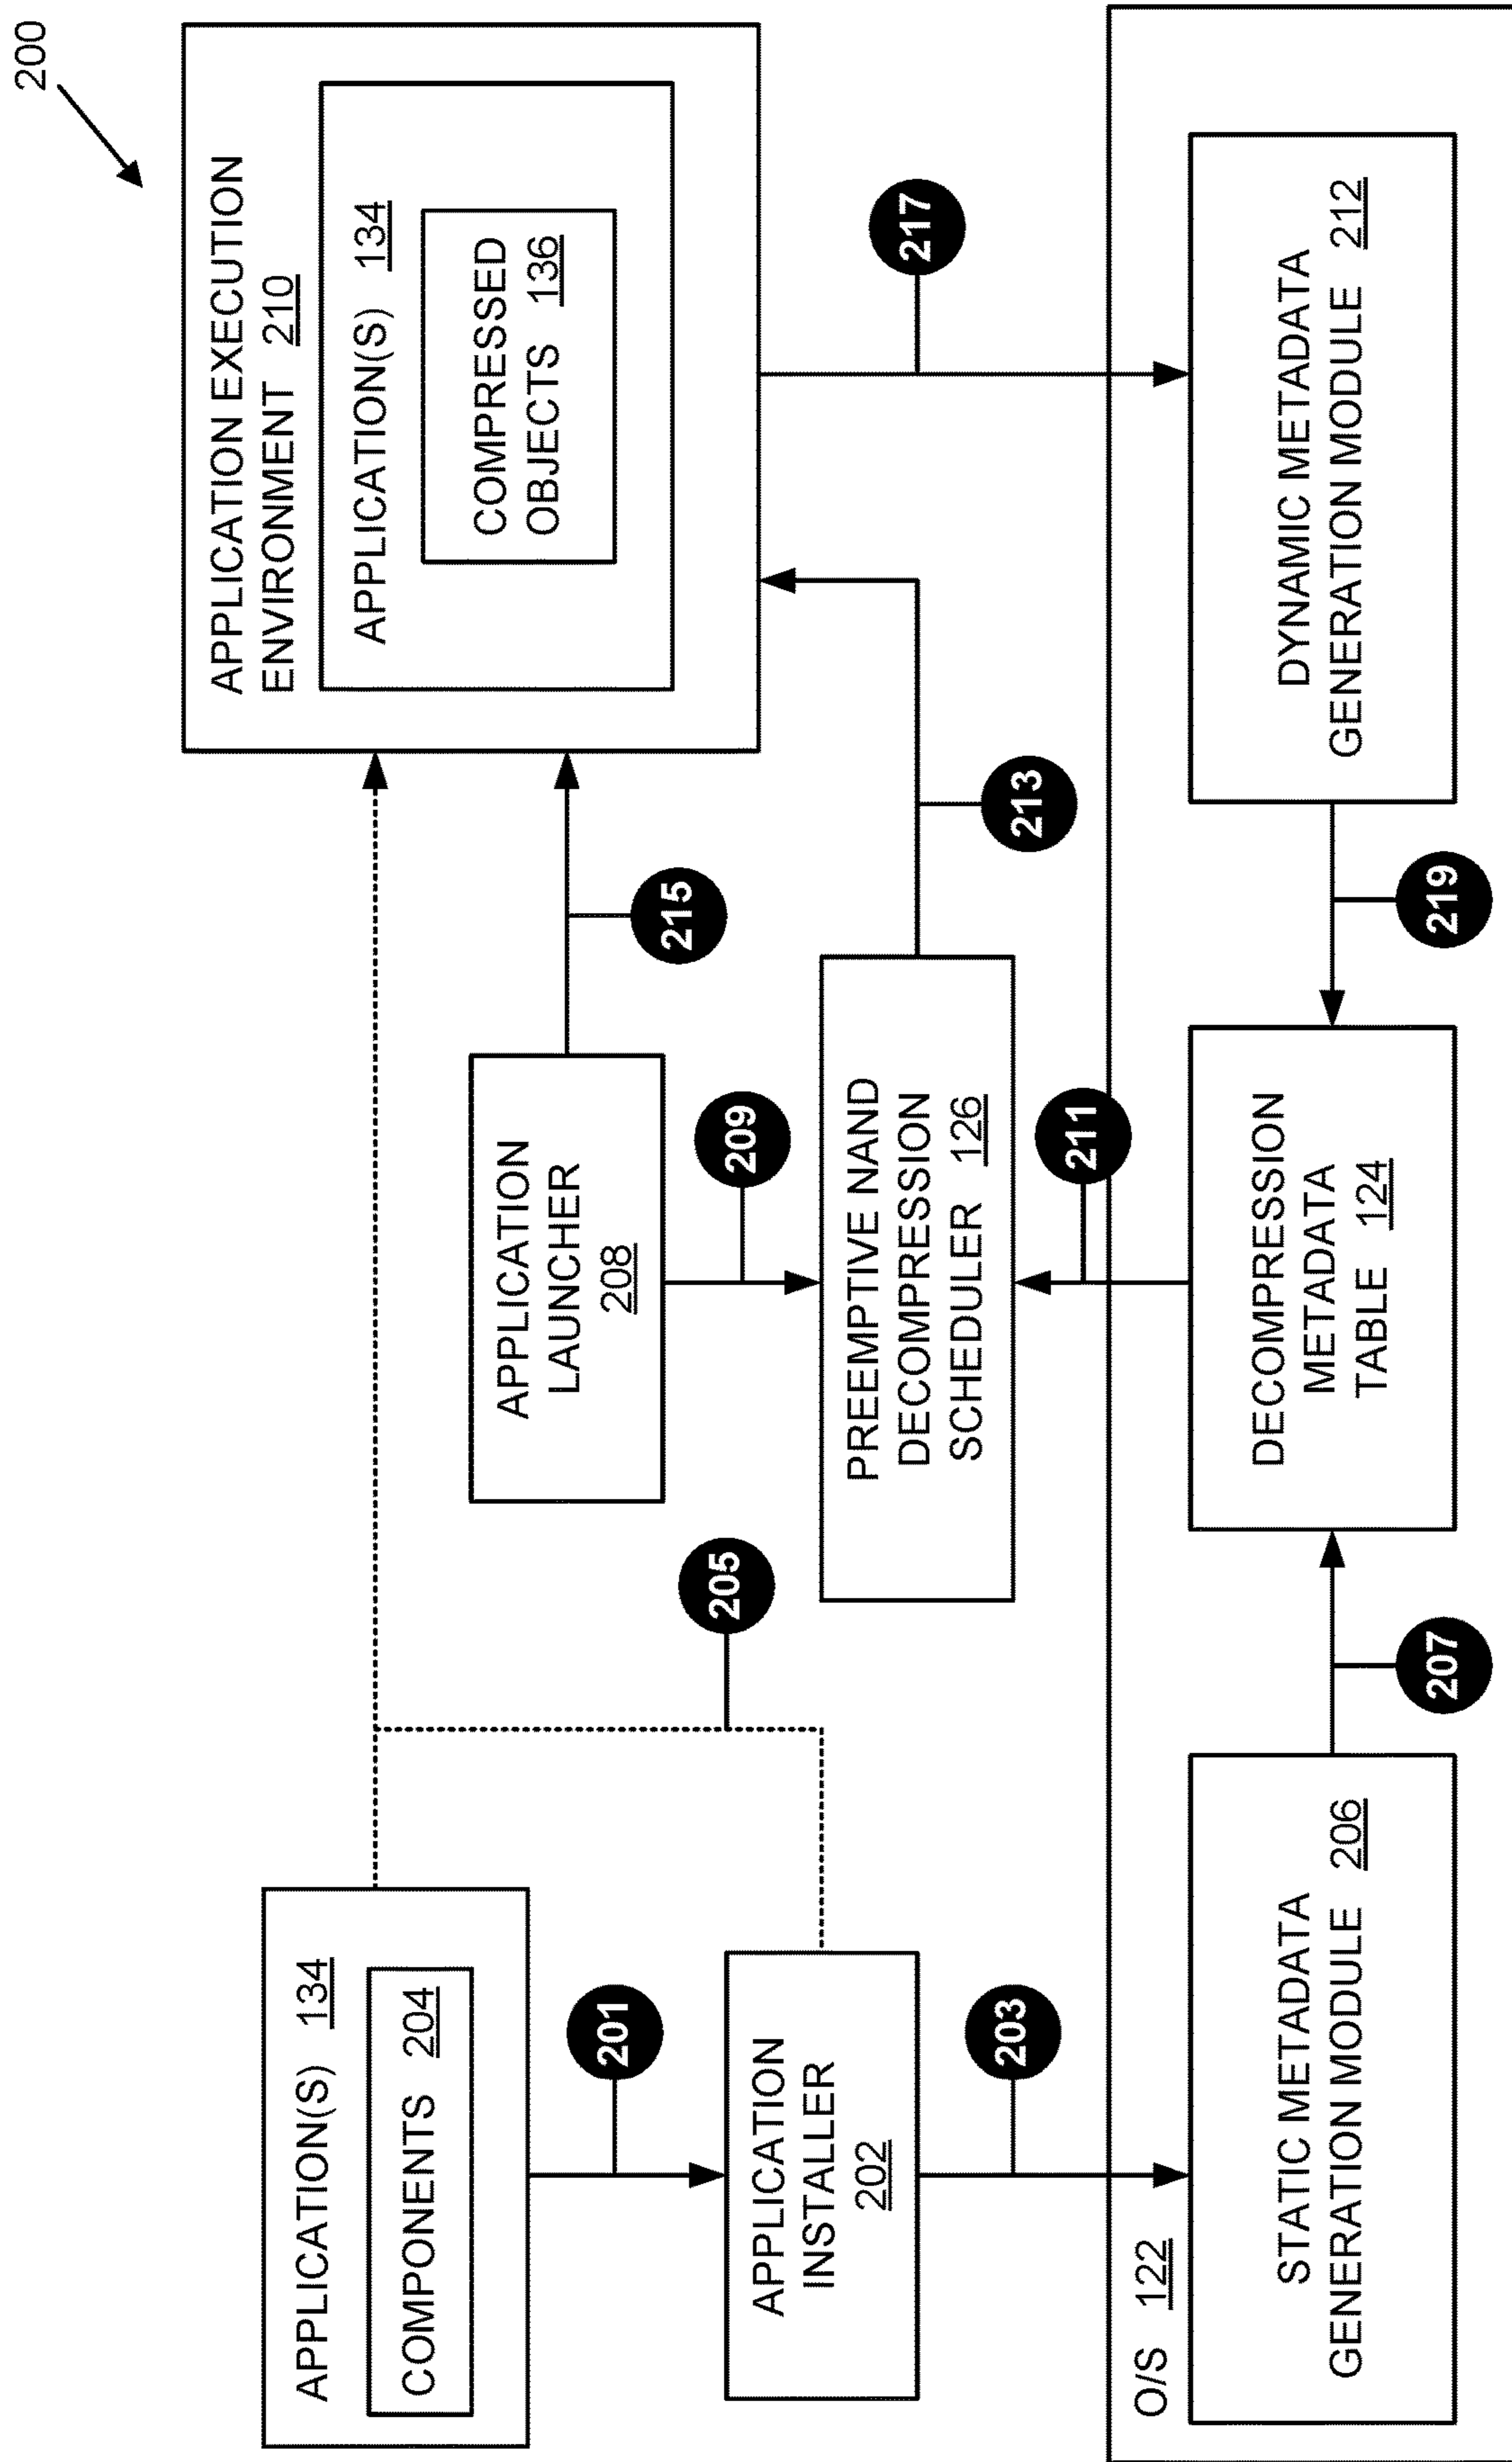 200
APPLICATION(S) 134
COMPONENTS 204
201
APPLICATION
INSTALLER
202
203
205
APPLICATION
LAUNCHER
208
209
215
PREEMPTIVE NAND
DECOMPRESSION
SCHEDULER 126
211
213
APPLICATION EXECUTION
ENVIRONMENT 210
APPLICATION(S) 134
COMPRESSED
OBJECTS 136
217
O/S 122
STATIC METADATA
GENERATION MODULE 206
207
DECOMPRESSION
METADATA
TABLE 124
219
DYNAMIC METADATA
GENERATION MODULE 212